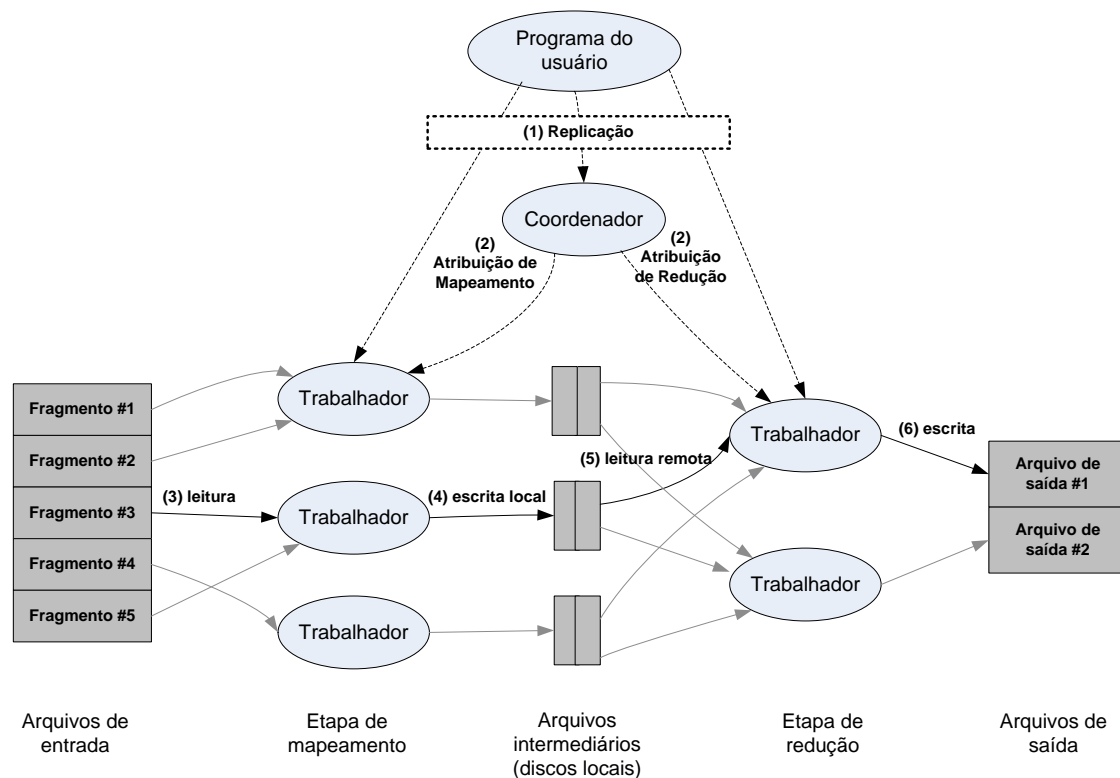 Programa do
usuário
(1) Replicação
Coordenador
(2)
Atribuição de
Mapeamento
(2)
Atribuição
de Redução
Fragmento #1
Fragmento #2
Fragmento #3
Fragmento #4
Fragmento #5
(3) leitura
Trabalhador
Trabalhador
Trabalhador
(4) escrita local
(5) leitura remota
Trabalhador
Trabalhador
(6) escrita
Arquivo de
saída #1
Arquivo de
saída #2
Arquivos de
entrada
Etapa de
mapeamento
Arquivos
intermediários
(discos locais)
Etapa de
redução
Arquivos de
saída